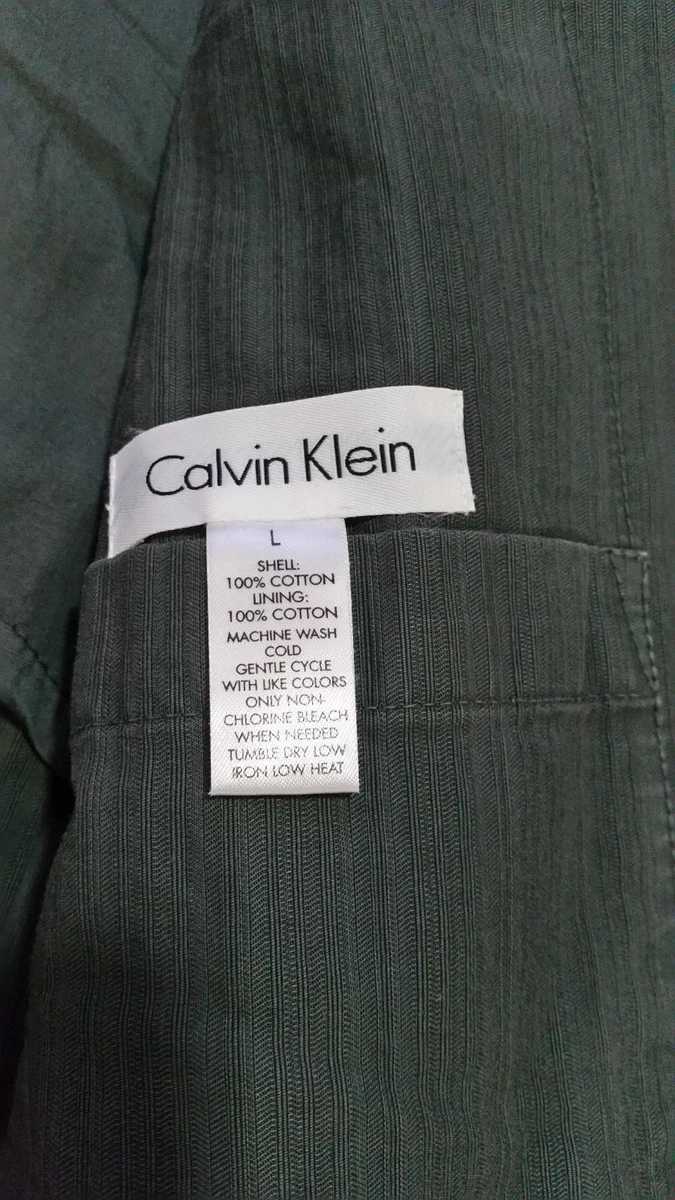 Calvin Klein
L
SHELL:
100% COTTON
LINING:
100% COTTON
MACHINE WASH
COLD
GENTLE CYCLE
WITH LIKE COLORS
ONLY NON-
CHLORINE BLEACH
WHEN NEEDED
TUMBLE DRY LOW
IRON LOW HEAT